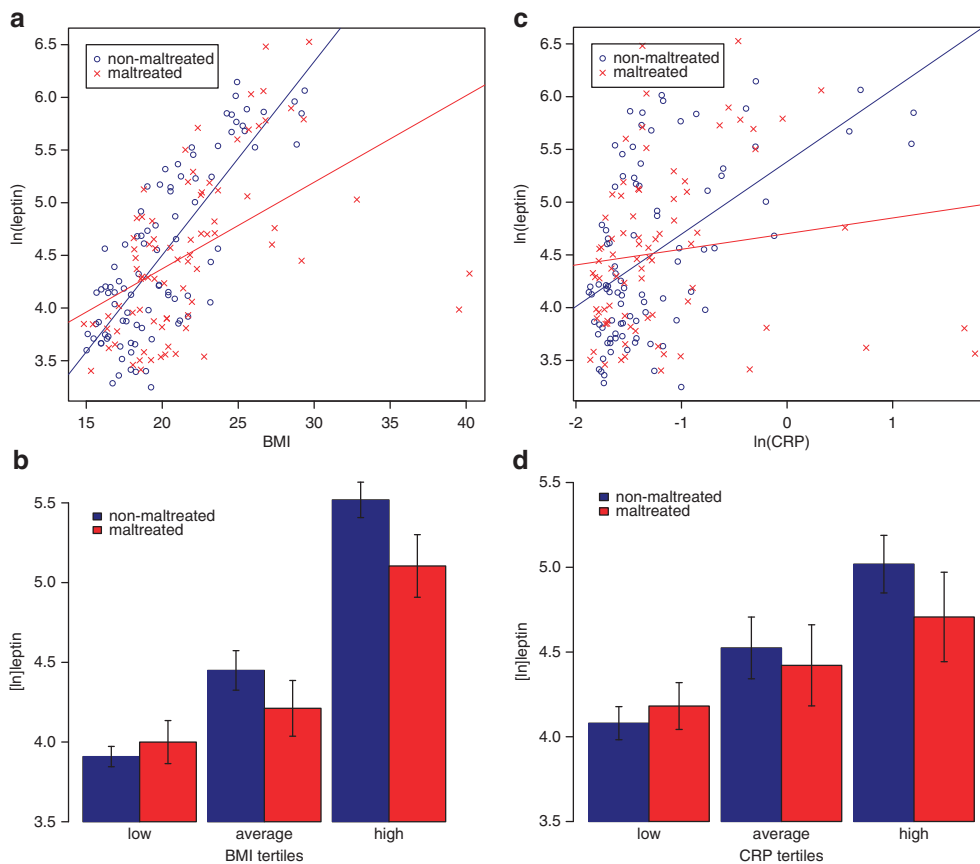 a
6.5
6.0
5.5
5.0
4.5
4.0
3.5
ln(leptin)
non-maltreated
maltreated
15 20 25 30 35 40
BMI
c
6.5
6.0
5.5
5.0
4.5
4.0
3.5
ln(leptin)
non-maltreated
maltreated
-2 -1 0 1
ln(CRP)
b
5.5
5.0
4.5
4.0
3.5
[ln]leptin
non-maltreated
maltreated
low average high
BMI tertiles
d
5.5
5.0
4.5
4.0
3.5
[ln]leptin
non-maltreated
maltreated
low average high
CRP tertiles